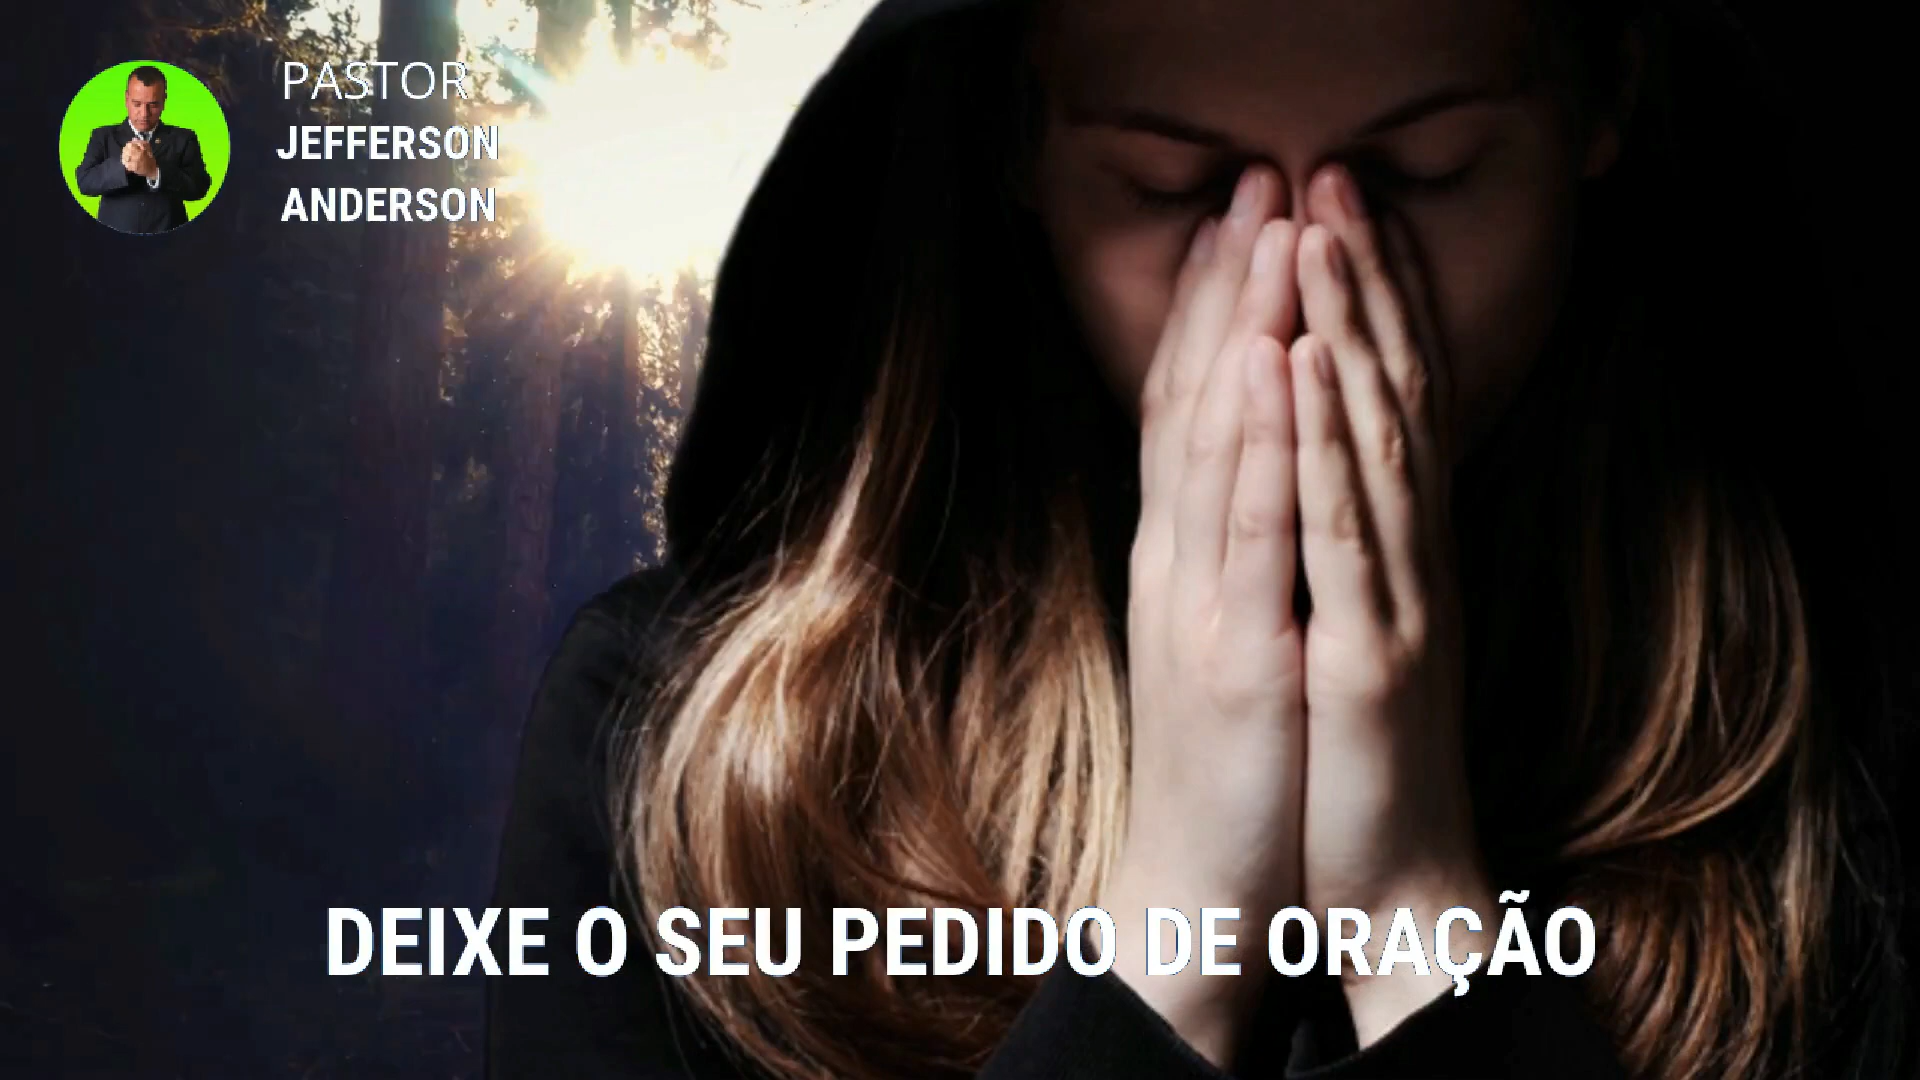 PASTOR
JEFFERSON
ANDERSON
DEIXE O SEU PEDIDO DE ORAÇÃO